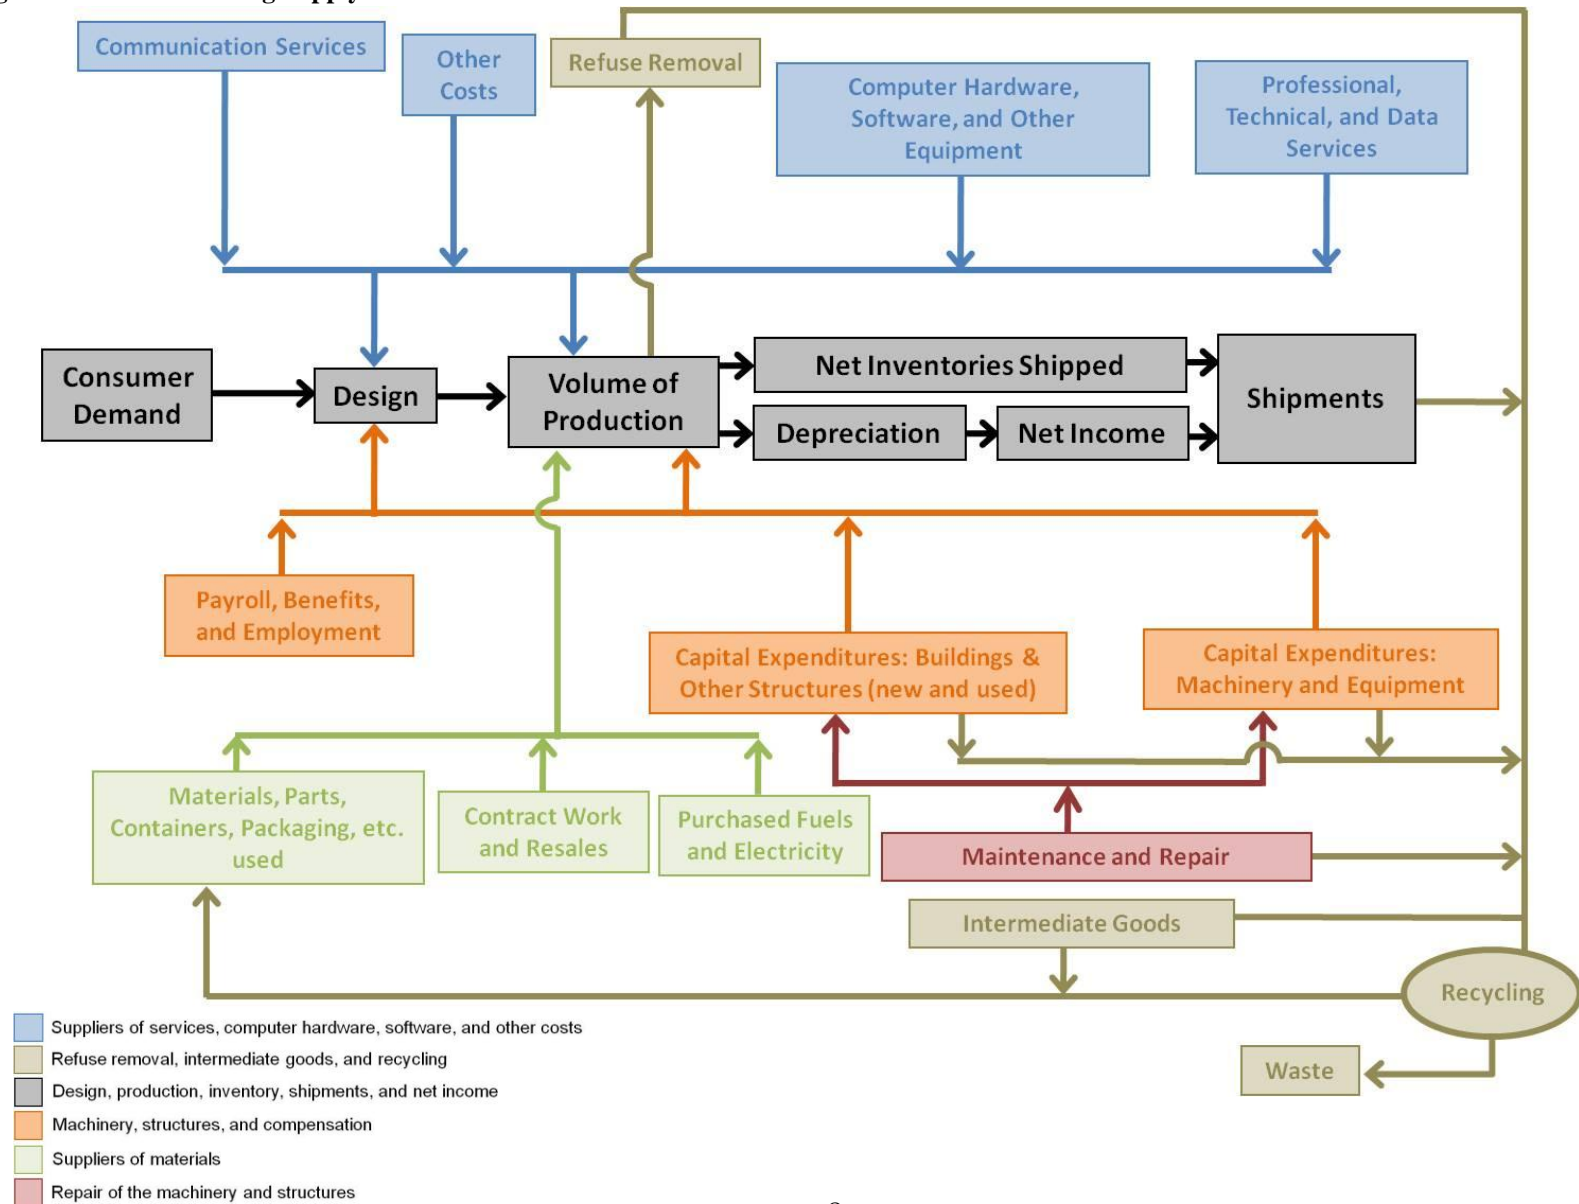 Communication Services
Other
Costs
Refuse Removal
Computer Hardware,
Software, and Other
Equipment
Professional,
Technical, and Data
Services
Consumer
Demand
Design
Volume of
Production
Net Inventories Shipped
Depreciation
Net Income
Shipments
Payroll, Benefits,
and Employment
Capital Expenditures: Buildings &
Other Structures (new and used)
Capital Expenditures:
Machinery and Equipment
Materials, Parts,
Containers, Packaging, etc.
used
Contract Work
and Resales
Purchased Fuels
and Electricity
Maintenance and Repair
Intermediate Goods
Recycling
Waste
Suppliers of services, computer hardware, software, and other costs
Refuse removal, intermediate goods, and recycling
Design, production, inventory, shipments, and net income
Machinery, structures, and compensation
Suppliers of materials
Repair of the machinery and structures